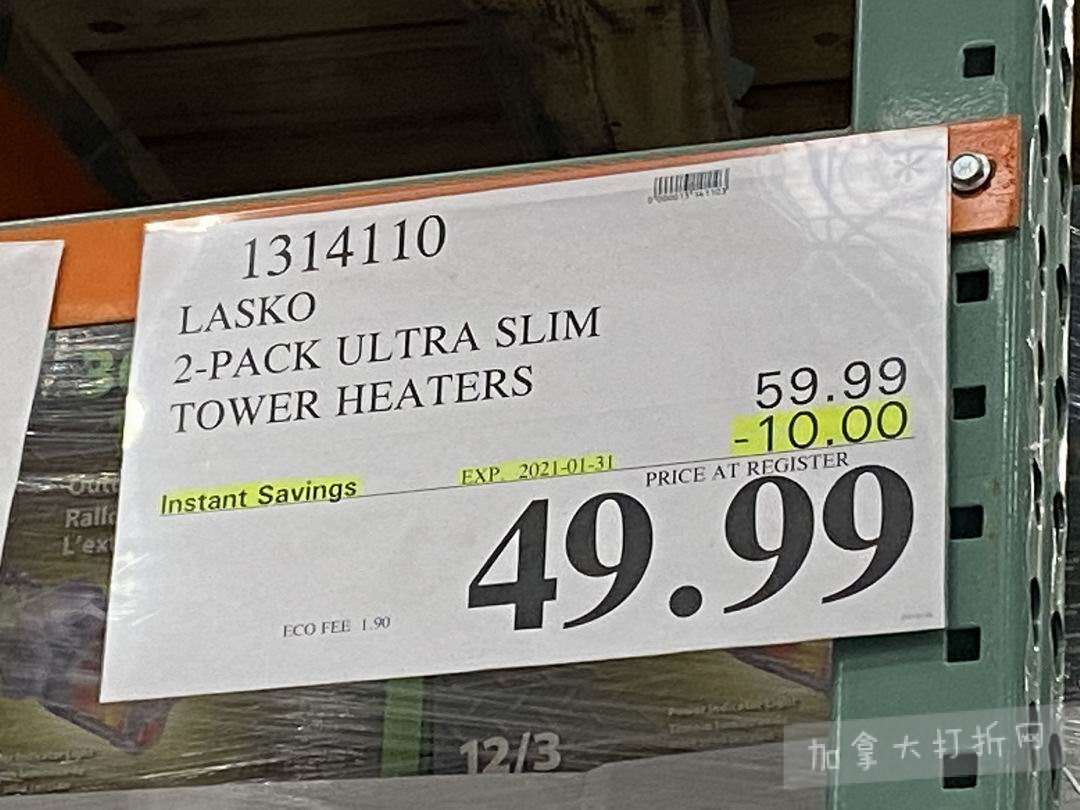 1314110
LASKO
2-PACK ULTRA SLIM
TOWER HEATERS
59.99
-10.00
Instant Savings
EXP. 2021-01-31
PRICE AT REGISTER
49.99
ECO FEE 1.90
12/3
加拿大打折网